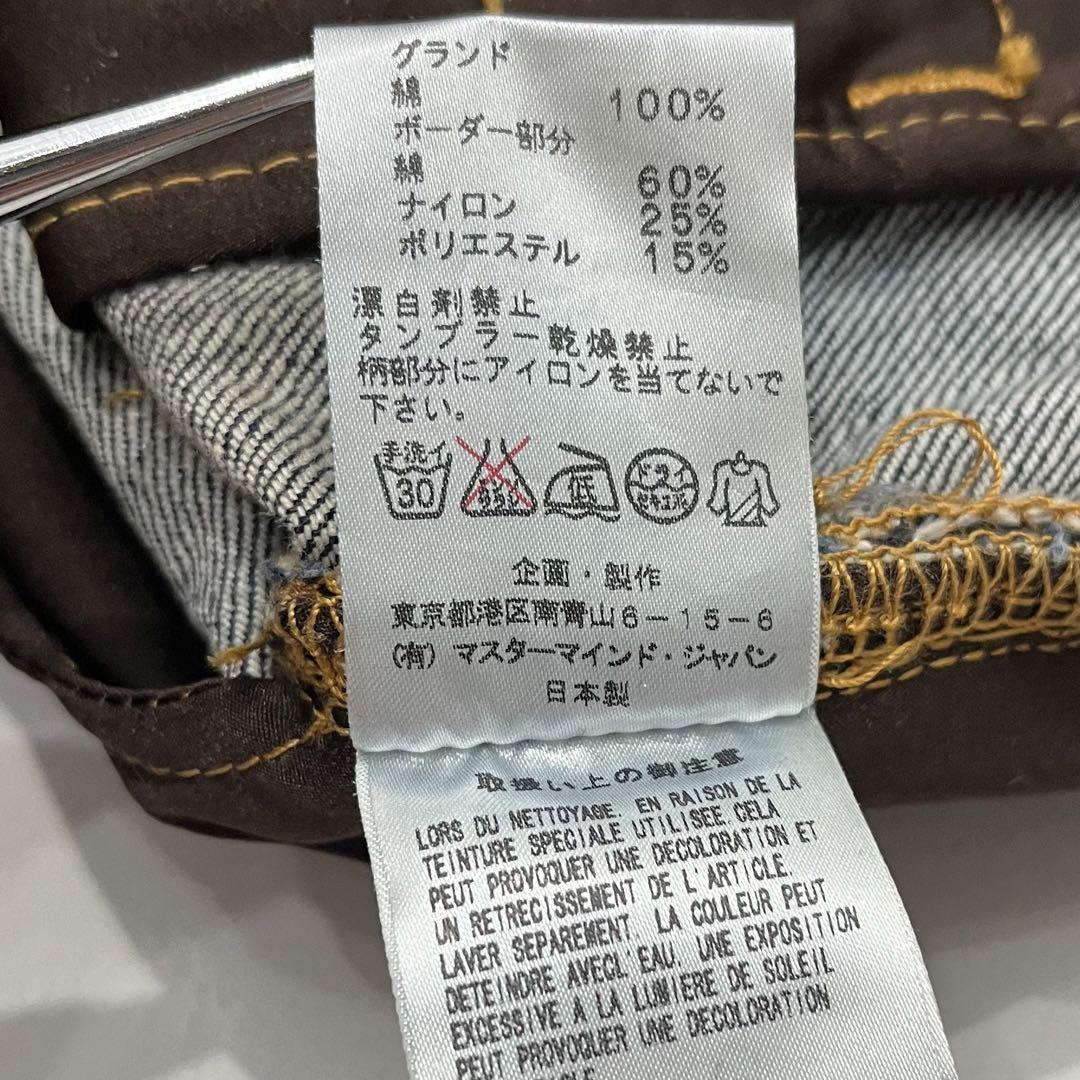 グランド
綿 100%
ボーダー部分
綿 60%
ナイロン 25%
ポリエステル 15%
漂白剤禁止
タンブラー乾燥禁止
柄部分にアイロンを当てないで
下さい。
手洗イ
30 低 ドライ
企画・製作
東京都港区南青山6-15-6
(有) マスターマインド・ジャパン
日本製
取扱い上の御注意
LORS DU NETTOYAGE. EN RAISON DE LA
TEINTURE SPECIALE UTILISEE CELA
PEUT PROVOQUER UNE DECOLORATION ET
UN RETRECISSEMENT DE L'ARTICLE.
LAVER SEPAREMENT. LA COULEUR PEUT
DETEINDRE AVECL'EAU. UNE EXPOSITION
EXCESSIVE A LA LUMIERE DE SOLEIL
PEUT PROVOQUER UNE DECOLORATION